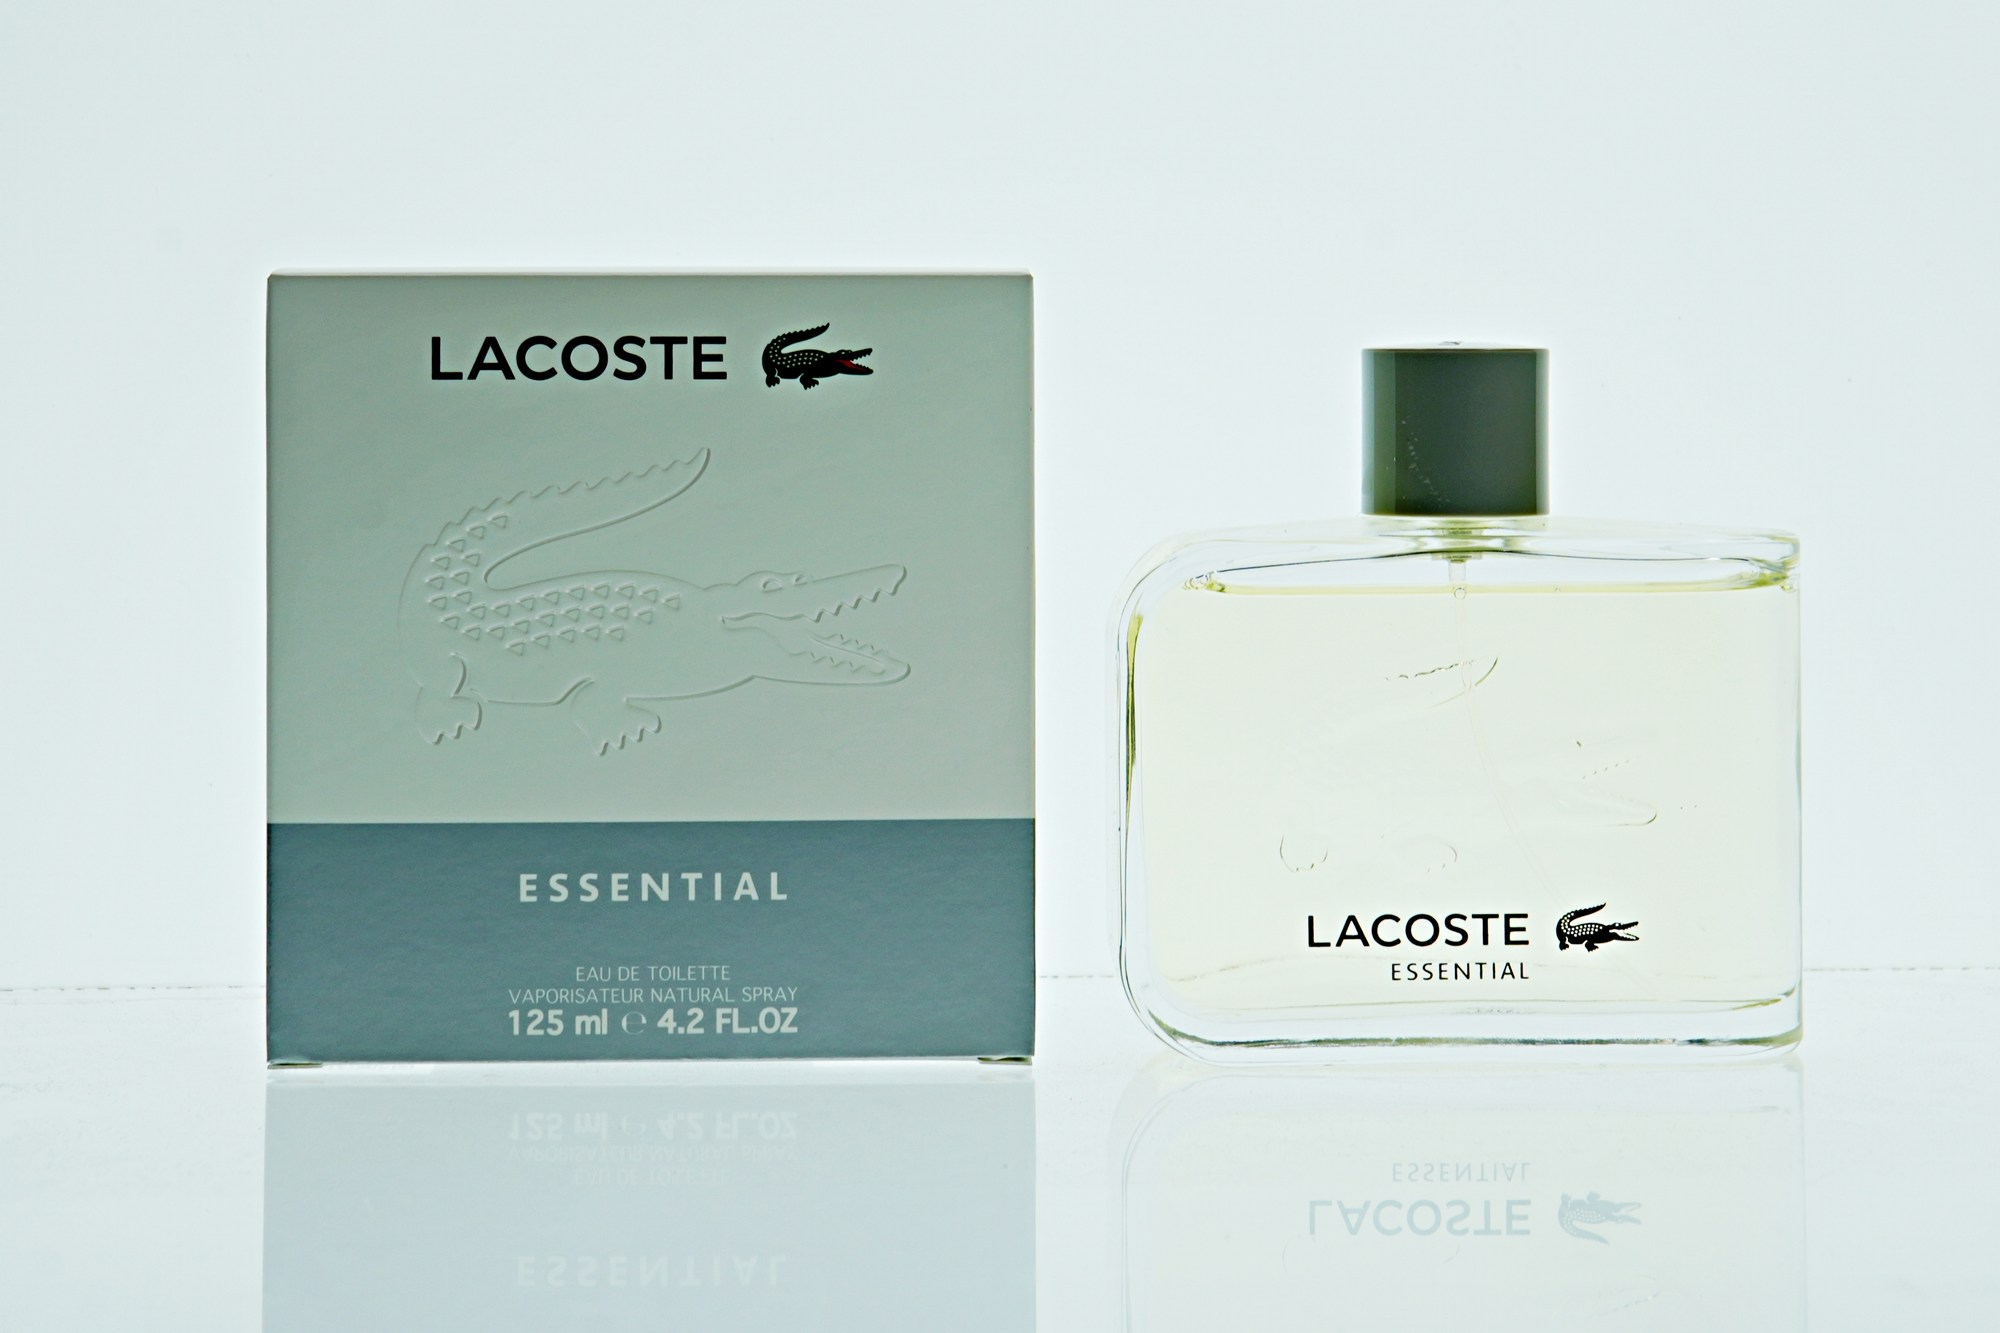 LACOSTE
ESSENTIAL
EAU DE TOILETTE
VAPORISATEUR NATURAL SPRAY
125 ml ℮ 4.2 FL.OZ
LACOSTE
ESSENTIAL